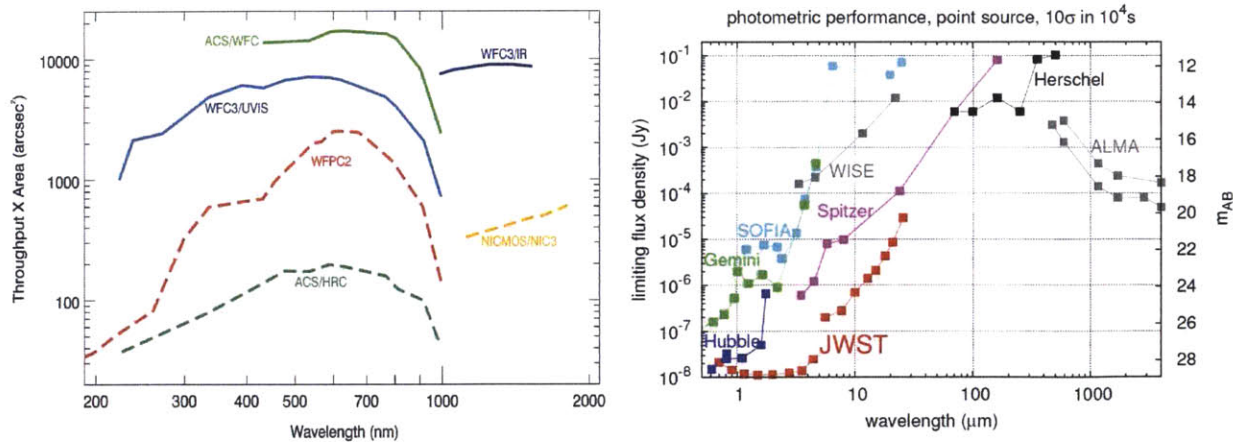 10000
1000
100
Throughput X Area (arcsec²)
ACS/WFC
WFC3/IR
WFC3/UVIS
WFPC2
NICMOS/NIC3
ACS/HRC
200 300 400 500 600 700 800 1000 2000
Wavelength (nm)
photometric performance, point source, 10σ in 10⁴s
10⁻¹
10⁻²
10⁻³
10⁻⁴
10⁻⁵
10⁻⁶
10⁻⁷
10⁻⁸
limiting flux density (Jy)
Herschel
ALMA
WISE
Spitzer
SOFIA
Gemini
Hubble
JWST
12
14
16
18
20
22
24
26
28
m_AB
1 10 100 1000
wavelength (μm)